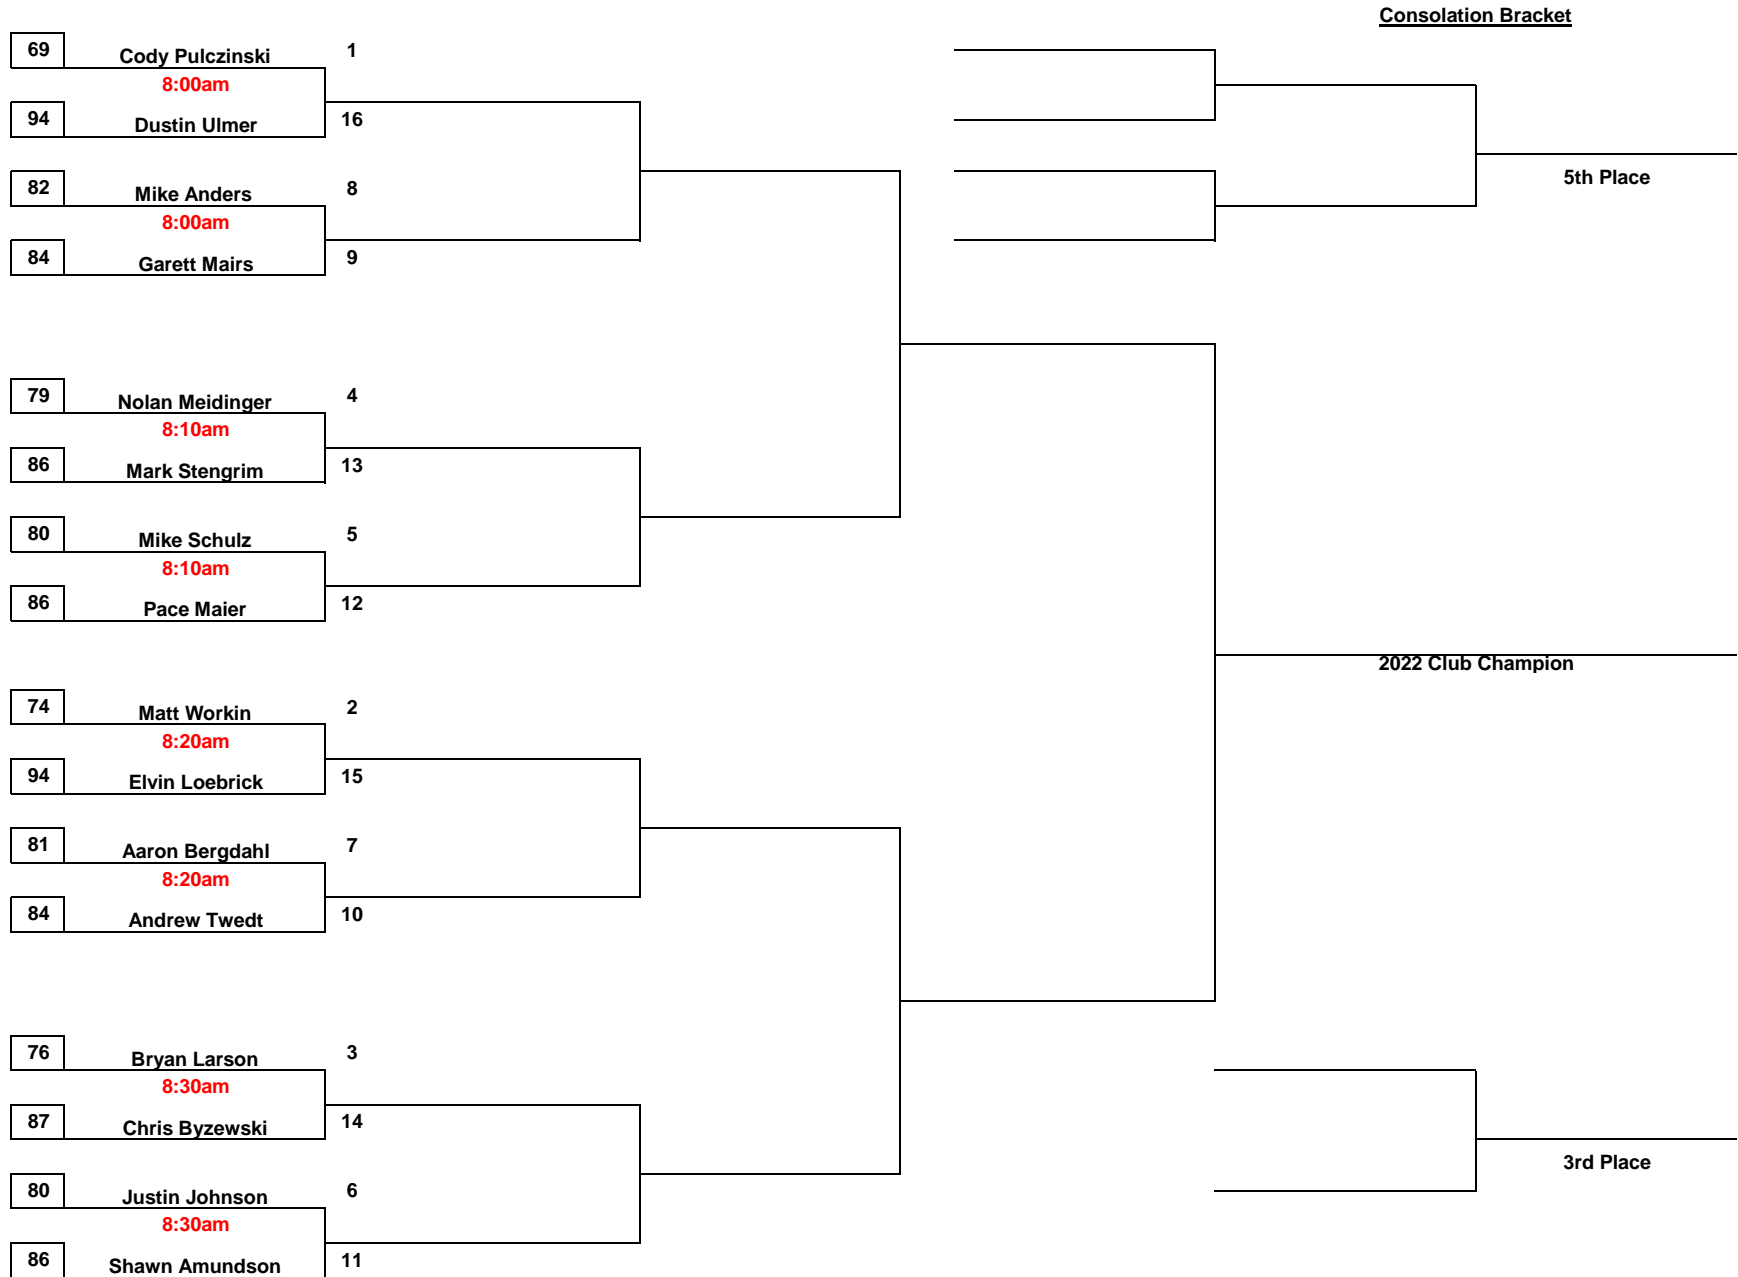 Consolation Bracket
69 Cody Pulczinski 1
8:00am
94 Dustin Ulmer 16
82 Mike Anders 8
5th Place
8:00am
84 Garett Mairs 9
79 Nolan Meidinger 4
8:10am
86 Mark Stengrim 13
80 Mike Schulz 5
8:10am
86 Pace Maier 12
2022 Club Champion
74 Matt Workin 2
8:20am
94 Elvin Loebrick 15
81 Aaron Bergdahl 7
8:20am
84 Andrew Twedt 10
76 Bryan Larson 3
8:30am
87 Chris Byzewski 14
3rd Place
80 Justin Johnson 6
8:30am
86 Shawn Amundson 11